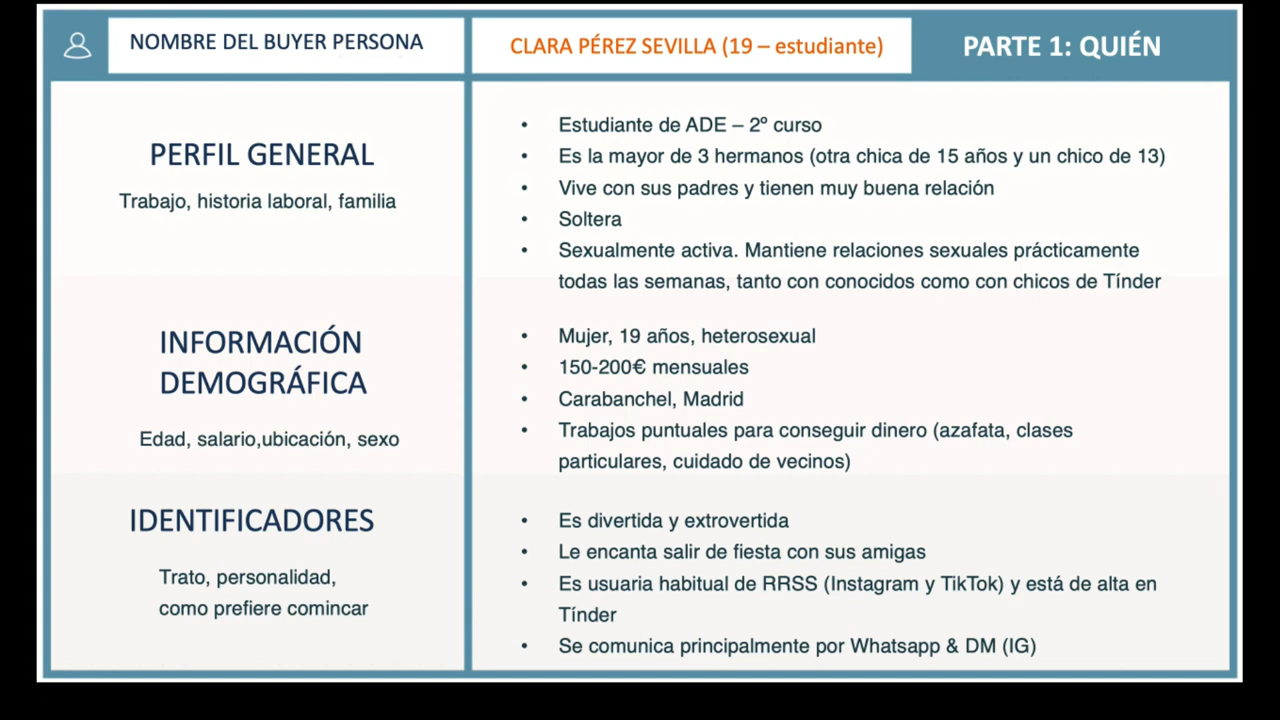 NOMBRE DEL BUYER PERSONA
CLARA PÉREZ SEVILLA (19 – estudiante)
PARTE 1: QUIÉN
PERFIL GENERAL
Trabajo, historia laboral, familia
• Estudiante de ADE – 2º curso
• Es la mayor de 3 hermanos (otra chica de 15 años y un chico de 13)
• Vive con sus padres y tienen muy buena relación
• Soltera
• Sexualmente activa. Mantiene relaciones sexuales prácticamente
todas las semanas, tanto con conocidos como con chicos de Tínder
INFORMACIÓN
DEMOGRÁFICA
Edad, salario,ubicación, sexo
• Mujer, 19 años, heterosexual
• 150-200€ mensuales
• Carabanchel, Madrid
• Trabajos puntuales para conseguir dinero (azafata, clases
particulares, cuidado de vecinos)
IDENTIFICADORES
Trato, personalidad,
como prefiere comincar
• Es divertida y extrovertida
• Le encanta salir de fiesta con sus amigas
• Es usuaria habitual de RRSS (Instagram y TikTok) y está de alta en
Tínder
• Se comunica principalmente por Whatsapp & DM (IG)